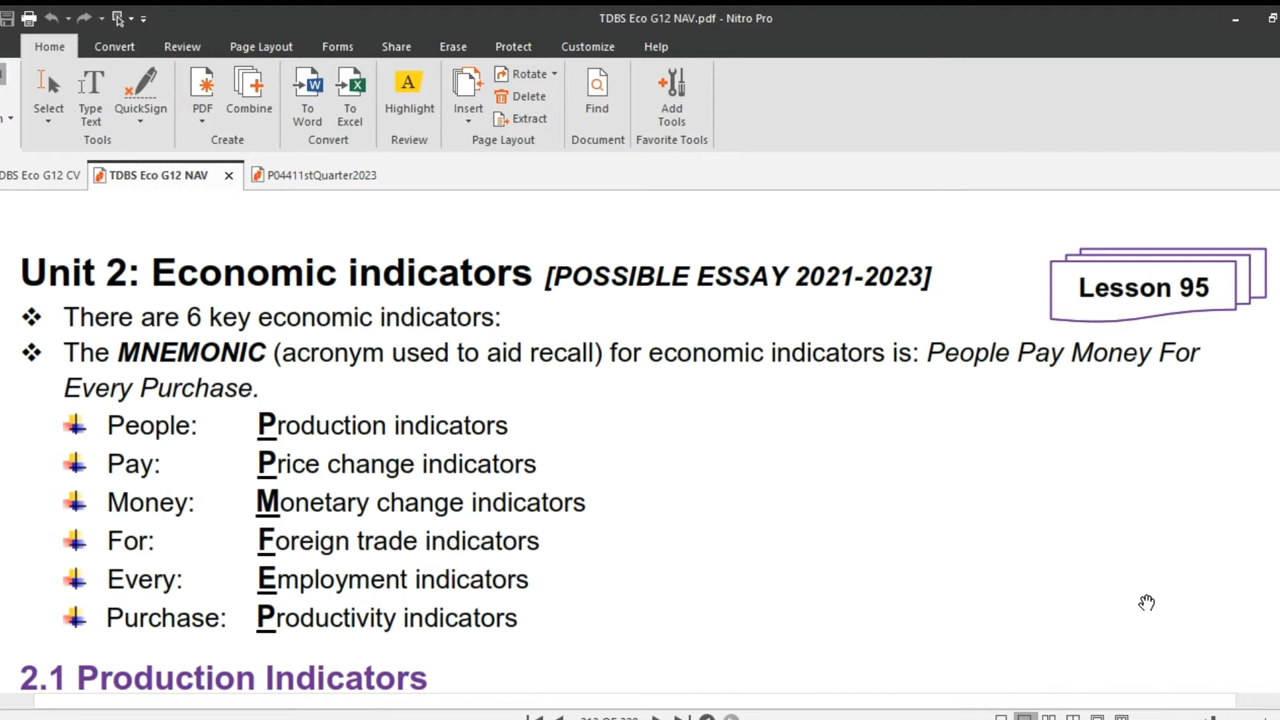 TDBS Eco G12 NAV.pdf - Nitro Pro
Home Convert Review Page Layout Forms Share Erase Protect Customize Help
Select Type Text QuickSign PDF Combine To Word To Excel Highlight Insert Rotate Delete Extract Find Add Tools
Tools Create Convert Review Page Layout Document Favorite Tools
DBS Eco G12 CV TDBS Eco G12 NAV P04411stQuarter2023
Unit 2: Economic indicators [POSSIBLE ESSAY 2021-2023]
Lesson 95
There are 6 key economic indicators:
The MNEMONIC (acronym used to aid recall) for economic indicators is: People Pay Money For
Every Purchase.
People: Production indicators
Pay: Price change indicators
Money: Monetary change indicators
For: Foreign trade indicators
Every: Employment indicators
Purchase: Productivity indicators
2.1 Production Indicators